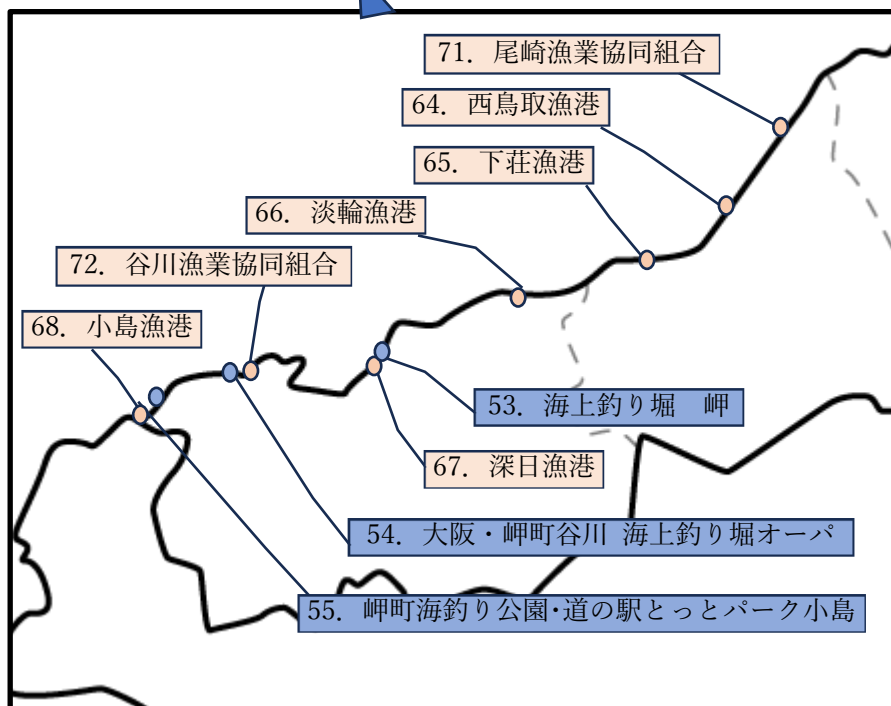 71．尾崎漁業協同組合
64．西鳥取漁港
65．下荘漁港
66．淡輪漁港
72．谷川漁業協同組合
68．小島漁港
53．海上釣り堀　岬
67．深日漁港
54．大阪・岬町谷川 海上釣り堀オーパ
55．岬町海釣り公園･道の駅とっとパーク小島